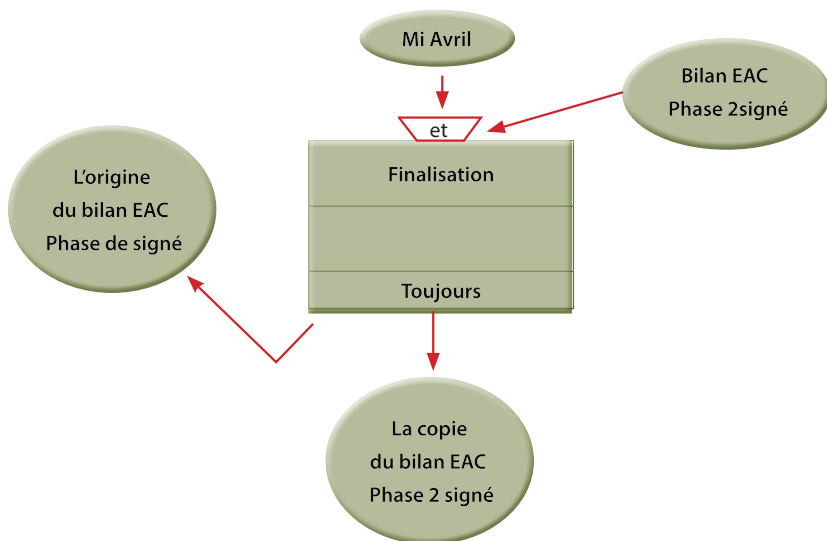 Mi Avril
Bilan EAC
Phase 2signé
et
Finalisation
L'origine
du bilan EAC
Phase de signé
Toujours
La copie
du bilan EAC
Phase 2 signé